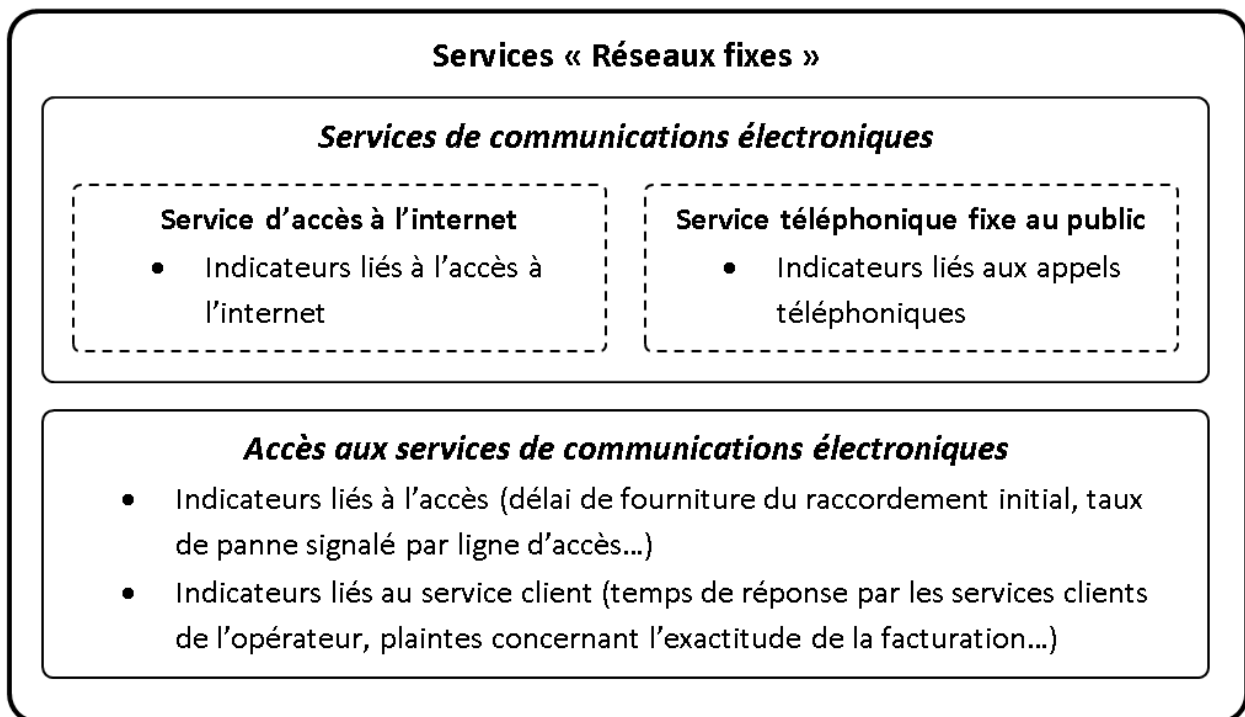 Services « Réseaux fixes »
Services de communications électroniques
Service d'accès à l'internet
• Indicateurs liés à l'accès à
l'internet
Service téléphonique fixe au public
• Indicateurs liés aux appels
téléphoniques
Accès aux services de communications électroniques
• Indicateurs liés à l'accès (délai de fourniture du raccordement initial, taux
de panne signalé par ligne d'accès...)
• Indicateurs liés au service client (temps de réponse par les services clients
de l'opérateur, plaintes concernant l'exactitude de la facturation...)